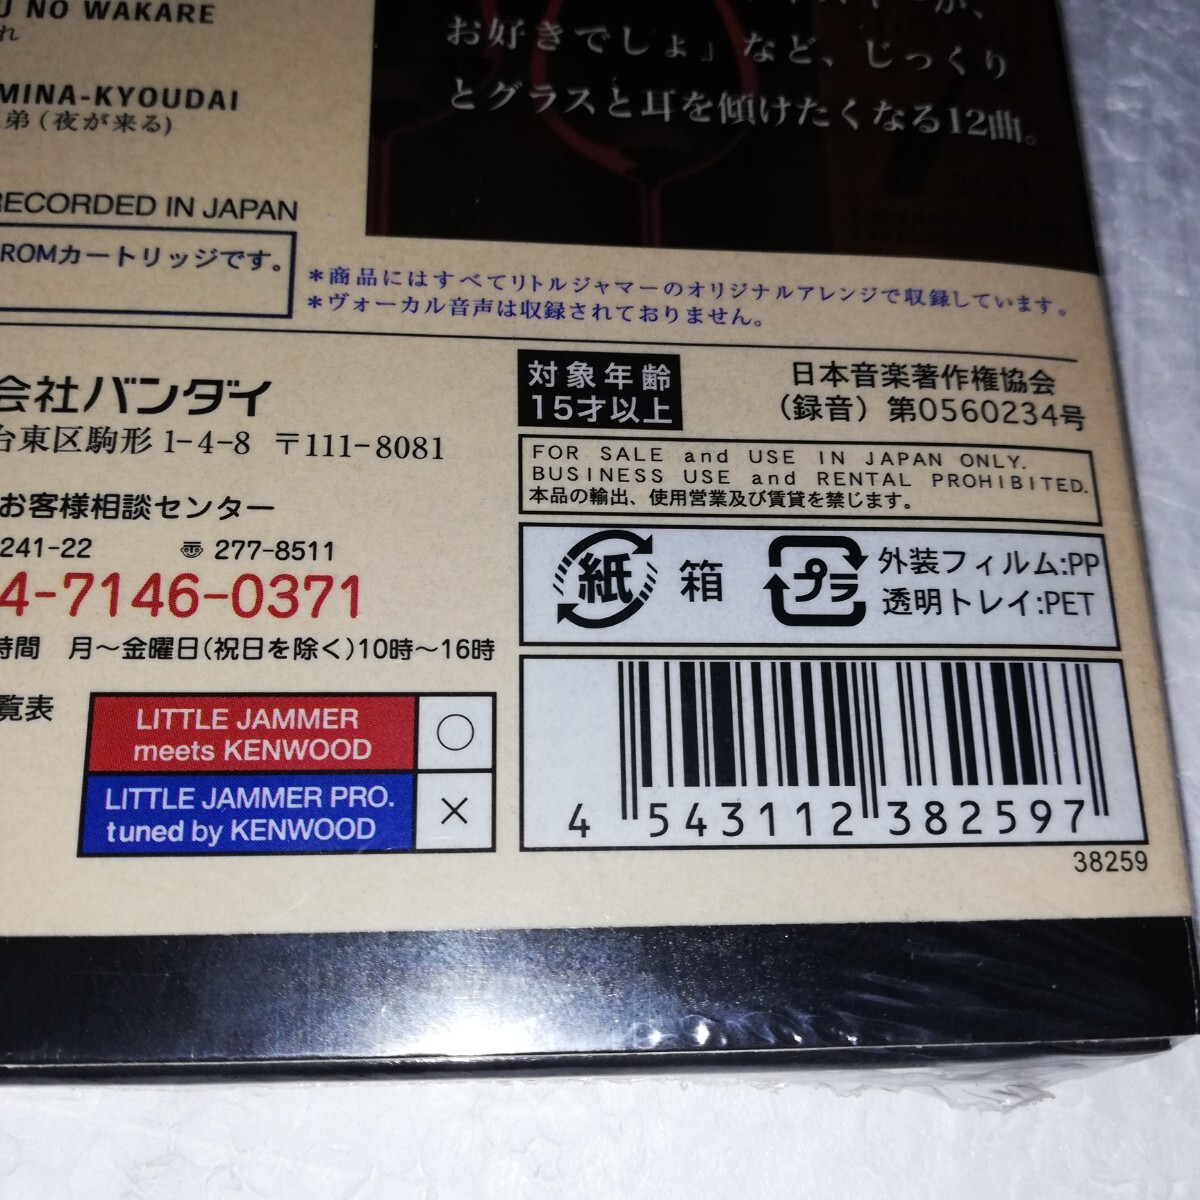 NO WAKARE
れ
MINA-KYOUDAI
弟(夜が来る)
RECORDED IN JAPAN
ROMカートリッジです。
お好きでしょ」など、じっくり
とグラスと耳を傾けたくなる12曲。
*商品にはすべてリトルジャマーのオリジナルアレンジで収録しています。
*ヴォーカル音声は収録されておりません。
会社バンダイ
台東区駒形1-4-8 〒111-8081
お客様相談センター
241-22 277-8511
4-7146-0371
時間 月〜金曜日(祝日を除く)10時〜16時
覧表
LITTLE JAMMER
meets KENWOOD
○
LITTLE JAMMER PRO.
tuned by KENWOOD
×
対象年齢
15才以上
日本音楽著作権協会
(録音)第0560234号
FOR SALE and USE IN JAPAN ONLY.
BUSINESS USE and RENTAL PROHIBITED.
本品の輸出、使用営業及び賃貸を禁じます。
紙 箱
プラ
外装フィルム:PP
透明トレイ:PET
4 543112 382597
38259